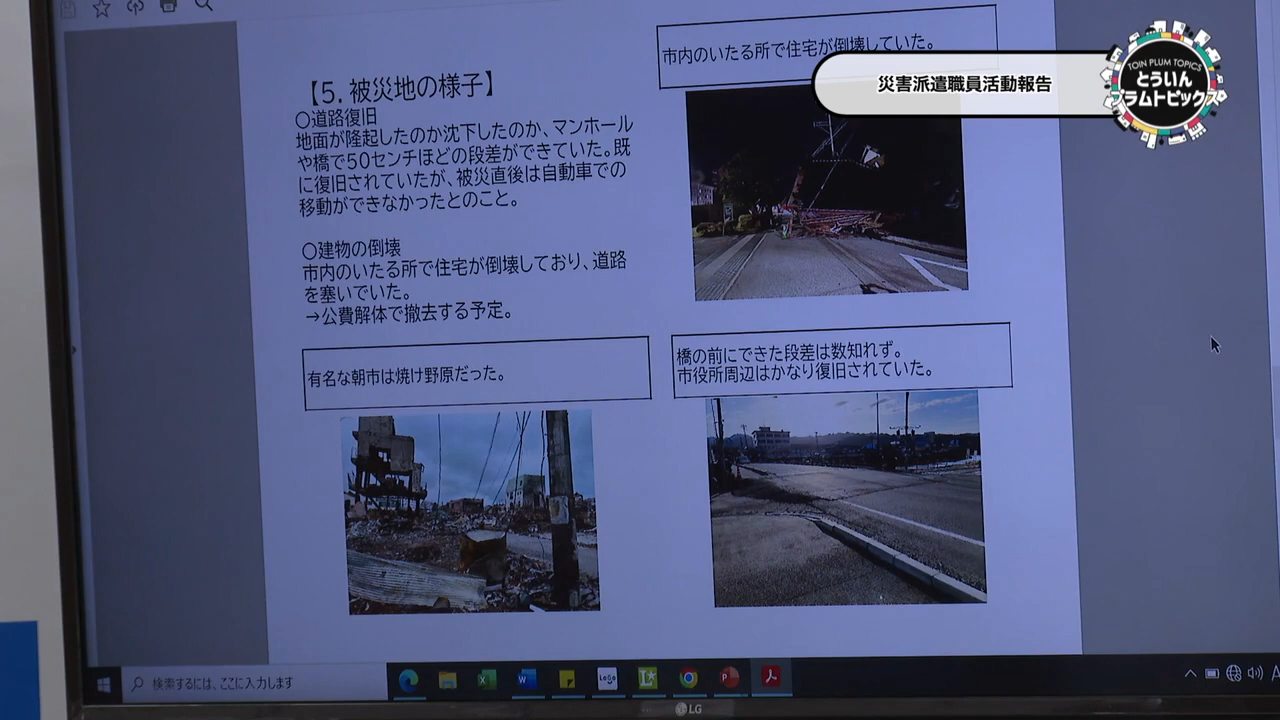 【5. 被災地の様子】
〇道路復旧
地面が隆起したのか沈下したのか、マンホール
や橋で50センチほどの段差ができていた。既
に復旧されていたが、被災直後は自動車での
移動ができなかったとのこと。
〇建物の倒壊
市内のいたる所で住宅が倒壊しており、道路
を塞いでいた。
→公費解体で撤去する予定。
市内のいたる所で住宅が倒壊していた。
有名な朝市は焼け野原だった。
橋の前にできた段差は数知れず。
市役所周辺はかなり復旧されていた。
災害派遣職員活動報告
TOIN PLUM TOPICS
とういん
プラムトピックス
検索するには、ここに入力します
LoGo
LG